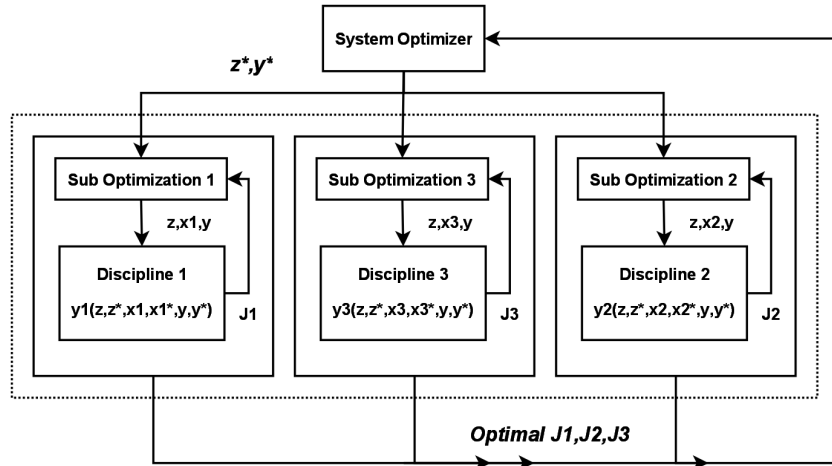 System Optimizer
z*,y*
Sub Optimization 1
z,x1,y
Discipline 1
y1(z,z*,x1,x1*,y,y*)
J1
Sub Optimization 3
z,x3,y
Discipline 3
y3(z,z*,x3,x3*,y,y*)
J3
Sub Optimization 2
z,x2,y
Discipline 2
y2(z,z*,x2,x2*,y,y*)
J2
Optimal J1,J2,J3